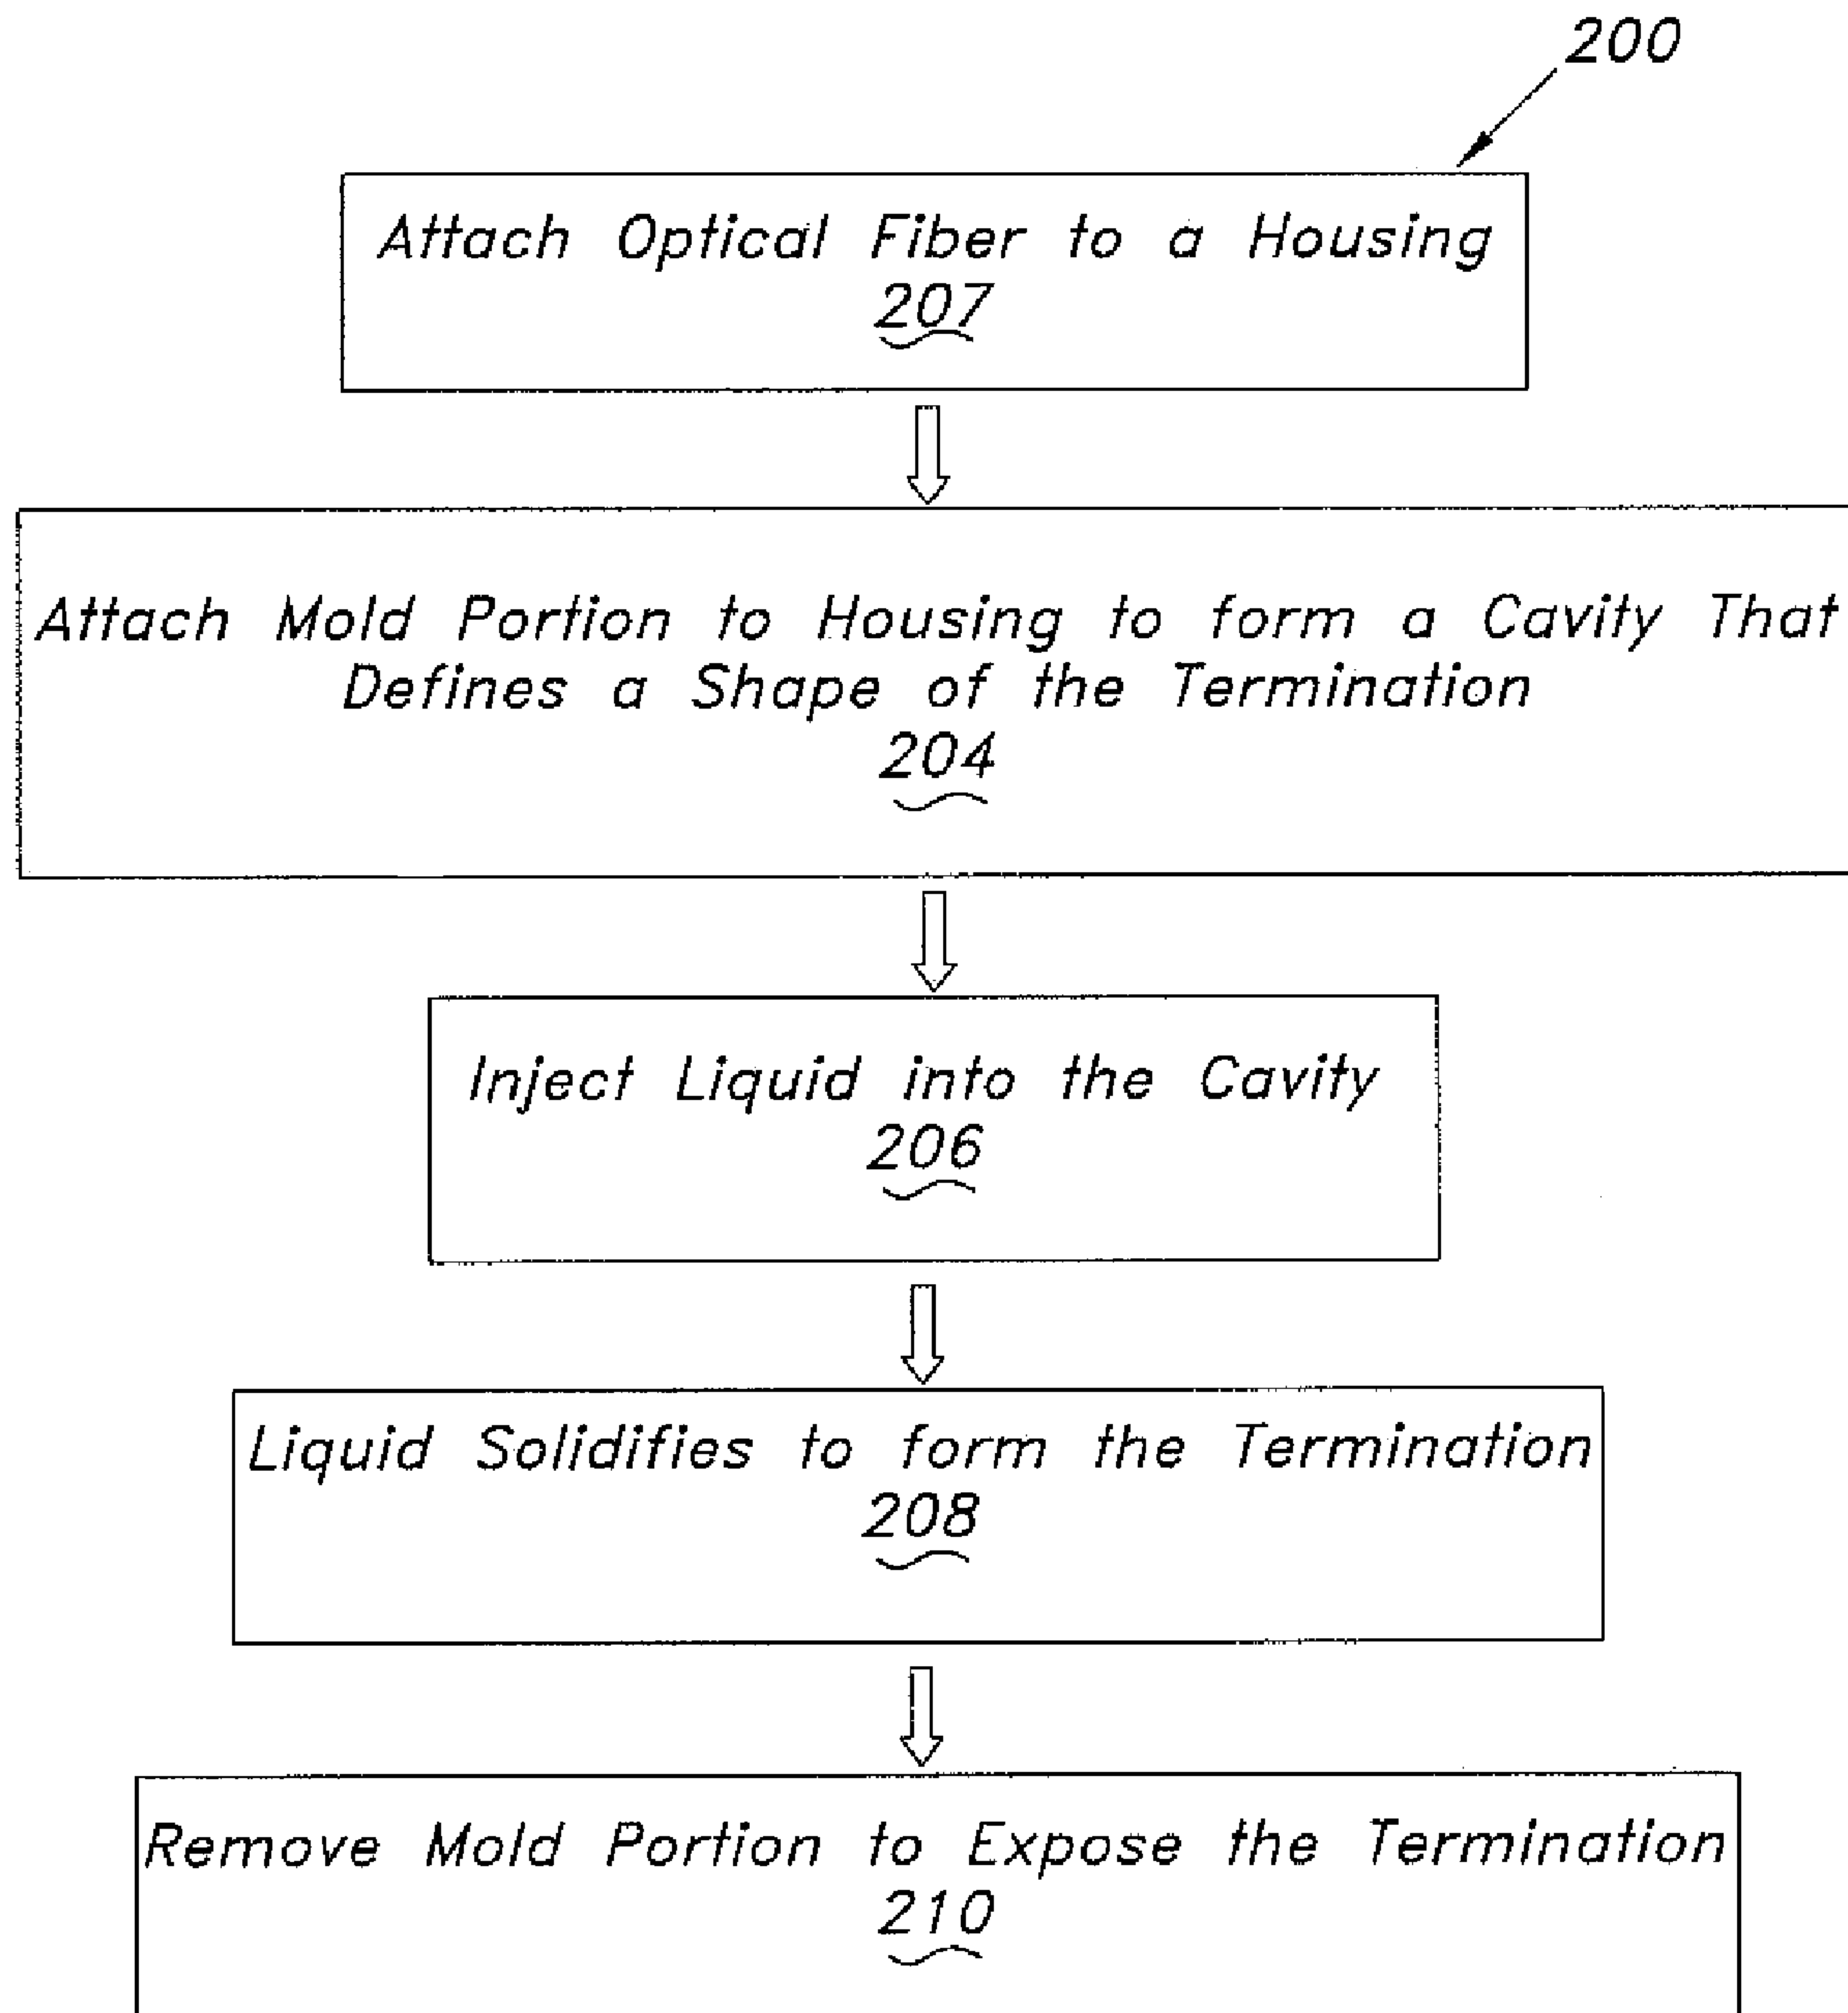 200
Attach Optical Fiber to a Housing
207
Attach Mold Portion to Housing to form a Cavity That
Defines a Shape of the Termination
204
Inject Liquid into the Cavity
206
Liquid Solidifies to form the Termination
208
Remove Mold Portion to Expose the Termination
210